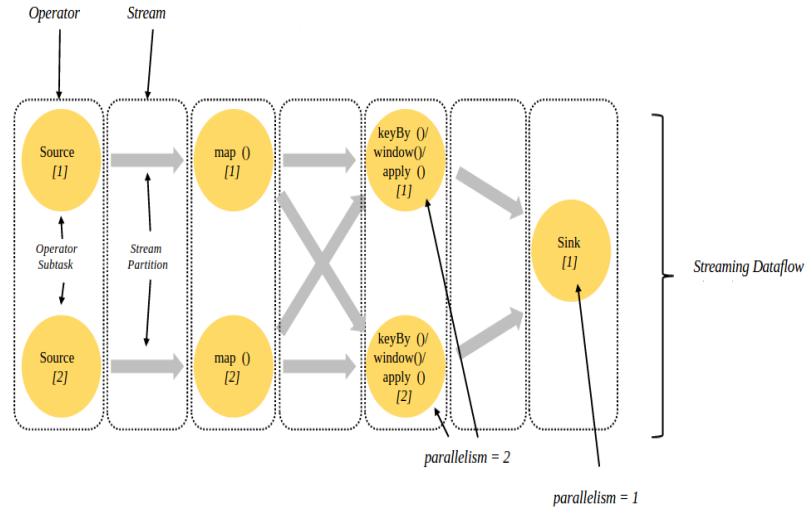 Operator
Stream
Source
[1]
map ()
[1]
keyBy ()/
window()/
apply ()
[1]
Sink
[1]
Operator
Subtask
Stream
Partition
Streaming Dataflow
Source
[2]
map ()
[2]
keyBy ()/
window()/
apply ()
[2]
parallelism = 2
parallelism = 1